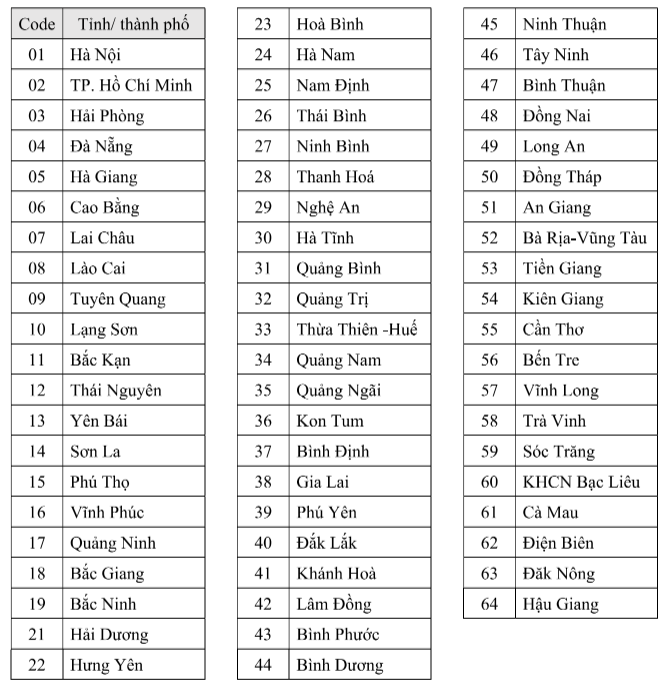 Code Tỉnh/ thành phố
01 Hà Nội
02 TP. Hồ Chí Minh
03 Hải Phòng
04 Đà Nẵng
05 Hà Giang
06 Cao Bằng
07 Lai Châu
08 Lào Cai
09 Tuyên Quang
10 Lạng Sơn
11 Bắc Kạn
12 Thái Nguyên
13 Yên Bái
14 Sơn La
15 Phú Thọ
16 Vĩnh Phúc
17 Quảng Ninh
18 Bắc Giang
19 Bắc Ninh
21 Hải Dương
22 Hưng Yên
23 Hoà Bình
24 Hà Nam
25 Nam Định
26 Thái Bình
27 Ninh Bình
28 Thanh Hoá
29 Nghệ An
30 Hà Tĩnh
31 Quảng Bình
32 Quảng Trị
33 Thừa Thiên -Huế
34 Quảng Nam
35 Quảng Ngãi
36 Kon Tum
37 Bình Định
38 Gia Lai
39 Phú Yên
40 Đắk Lắk
41 Khánh Hoà
42 Lâm Đồng
43 Bình Phước
44 Bình Dương
45 Ninh Thuận
46 Tây Ninh
47 Bình Thuận
48 Đồng Nai
49 Long An
50 Đồng Tháp
51 An Giang
52 Bà Rịa-Vũng Tàu
53 Tiền Giang
54 Kiên Giang
55 Cần Thơ
56 Bến Tre
57 Vĩnh Long
58 Trà Vinh
59 Sóc Trăng
60 KHCN Bạc Liêu
61 Cà Mau
62 Điện Biên
63 Đăk Nông
64 Hậu Giang